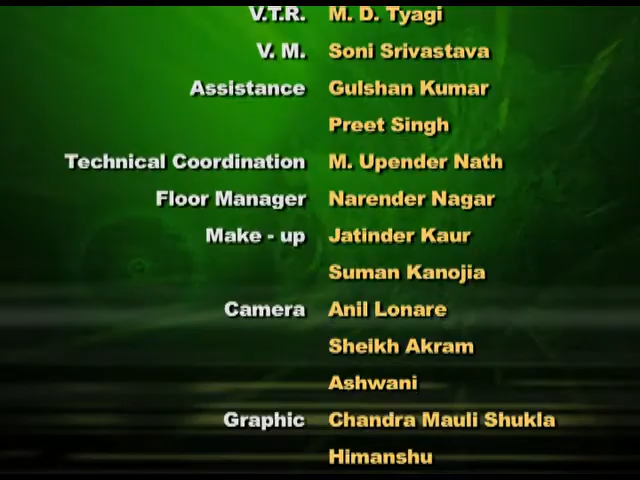 V.T.R. M. D. Tyagi
V. M. Soni Srivastava
Assistance Gulshan Kumar
Preet Singh
Technical Coordination M. Upender Nath
Floor Manager Narender Nagar
Make - up Jatinder Kaur
Suman Kanojia
Camera Anil Lonare
Sheikh Akram
Ashwani
Graphic Chandra Mauli Shukla
Himanshu